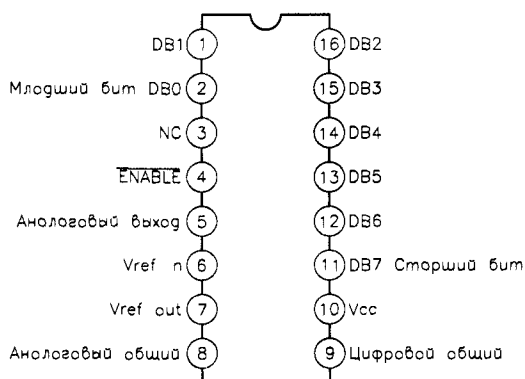 DB1 1 16 DB2
Млодший бит DB0 2 15 DB3
NC 3 14 DB4
ENABLE 4 13 DB5
Анологовый выход 5 12 DB6
Vref n 6 11 DB7 Сторший бит
Vref out 7 10 Vcc
Анологовый общий 8 9 Цифровой общий